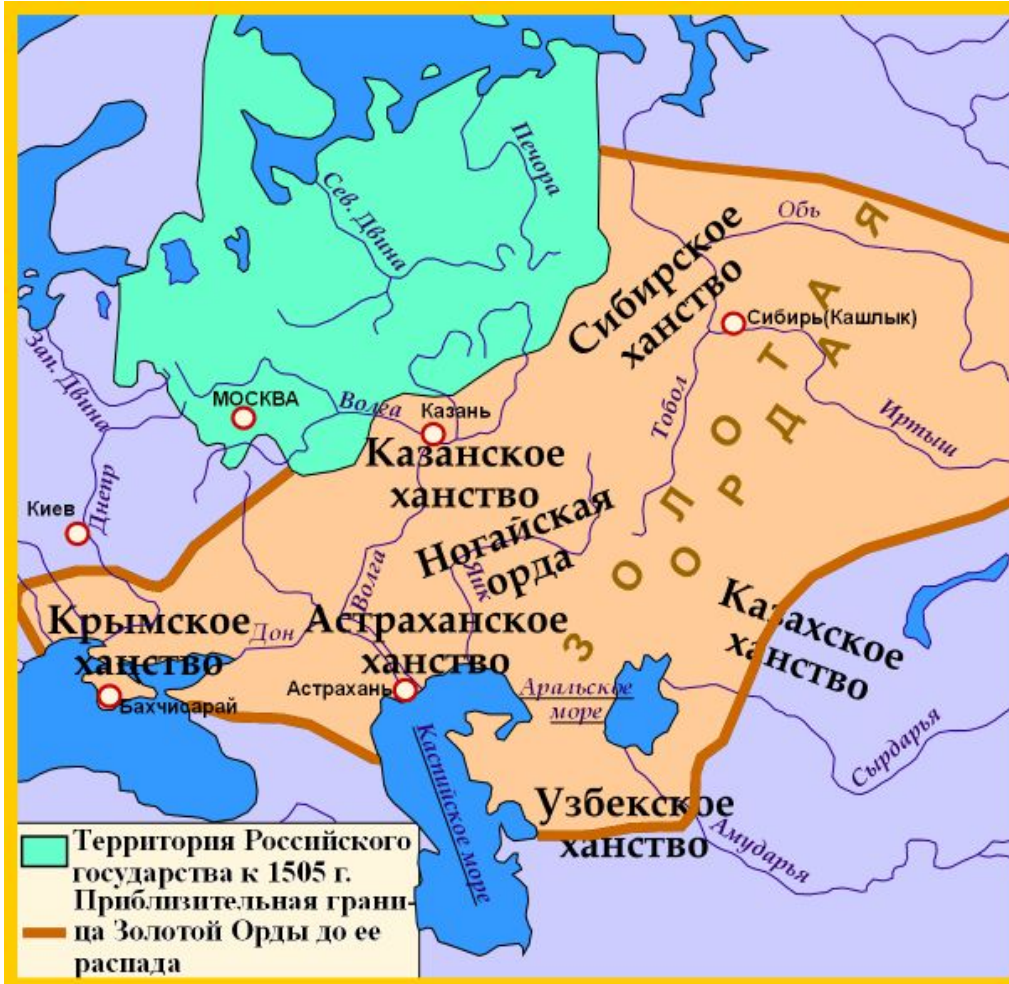 Печора
Сев. Двина
Обь
Сибирское
ханство
Сибирь(Кашлык)
ЗОЛОТАЯ
ОРДА
Зап. Двина
МОСКВА
Волга
Казань
Тобол
Иртыш
Казанское
ханство
Киев
Днепр
Ногайская
орда
Волга
Яик
Крымское
ханство
Дон
Астраханское
ханство
Казахское
ханство
Астрахань
Бахчисарай
Аральское
море
Каспийское море
Сырдарья
Узбекское
ханство
Амударья
Территория Российского
государства к 1505 г.
Приблизительная грани-
ца Золотой Орды до ее
распада